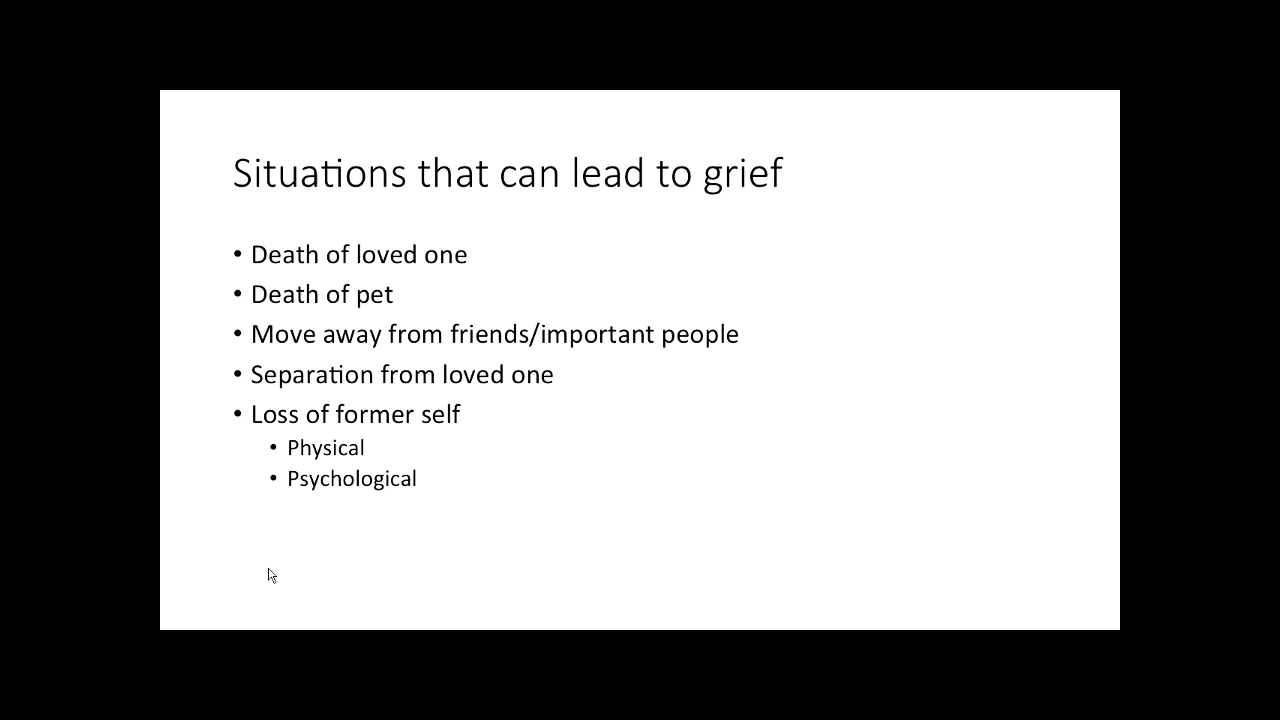 Situations that can lead to grief
• Death of loved one
• Death of pet
• Move away from friends/important people
• Separation from loved one
• Loss of former self
• Physical
• Psychological